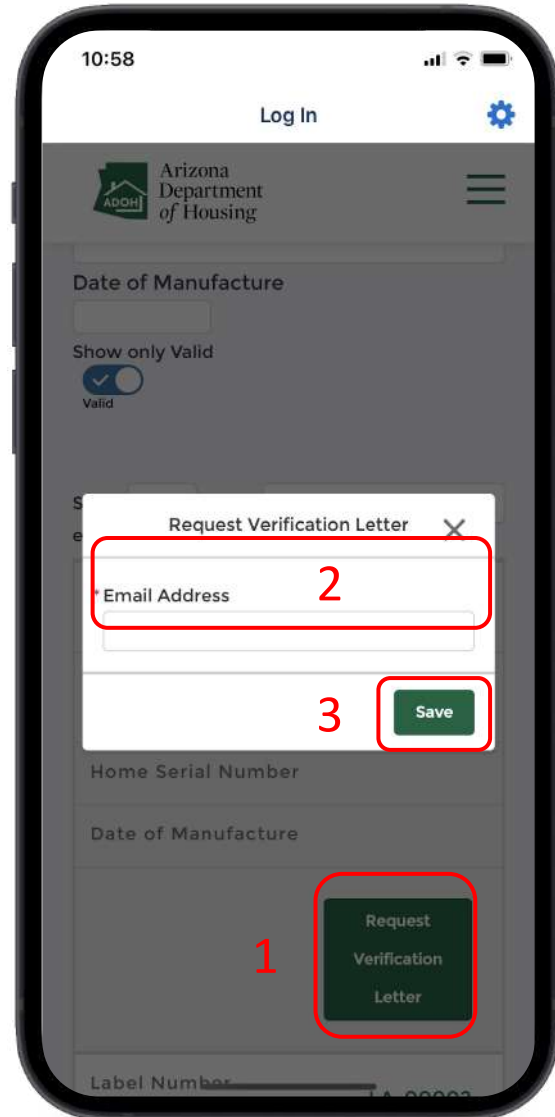 10:58
Log In
ADOH
Arizona
Department
of Housing
Date of Manufacture
Show only Valid
Valid
Request Verification Letter
2
* Email Address
3
Save
Home Serial Number
Date of Manufacture
1
Request
Verification
Letter
Label Number